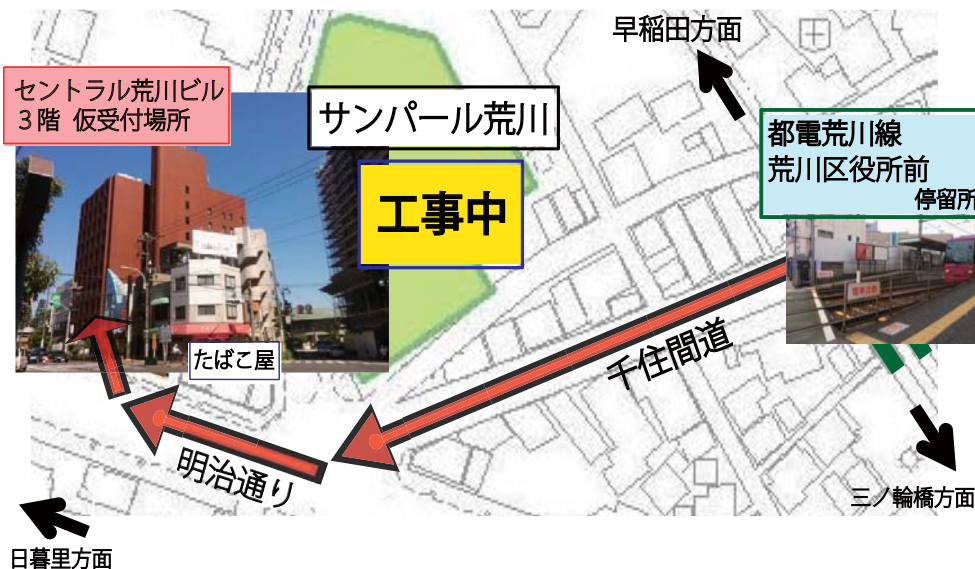 早稲田方面
セントラル荒川ビル
３階 仮受付場所
サンパール荒川
工事中
都電荒川線
荒川区役所前
停留所
千住間道
たばこ屋
明治通り
三ノ輪橋方面
日暮里方面